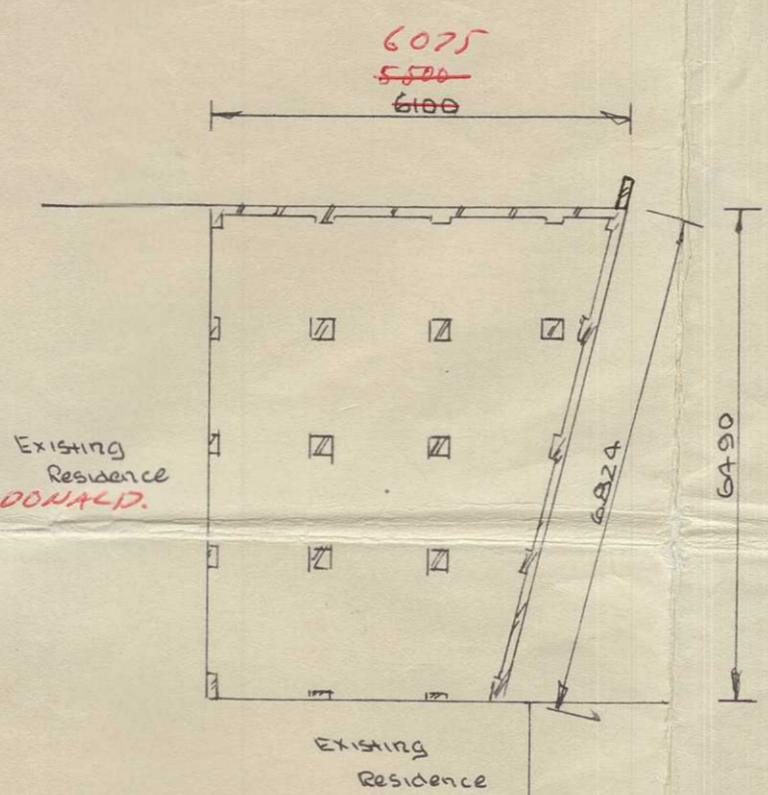 6075
5500
6100
Existing
Residence
DONALD.
6824
6490
Existing
Residence